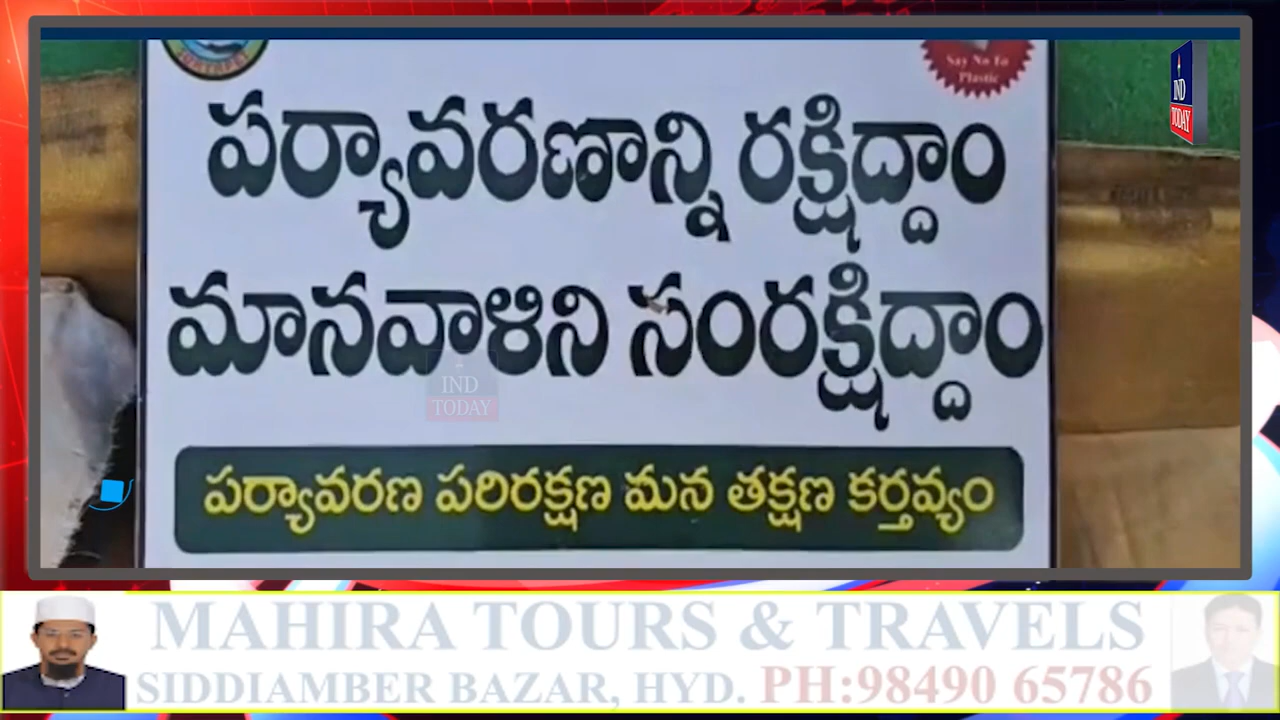 Say No To
Plastic
IND
TODAY
పర్యావరణాన్ని రక్షిద్దాం
మానవాళిని సంరక్షిద్దాం
IND
TODAY
పర్యావరణ పరిరక్షణ మన తక్షణ కర్తవ్యం
MAHIRA TOURS & TRAVELS
SIDDIAMBER BAZAR, HYD. PH:98490 65786